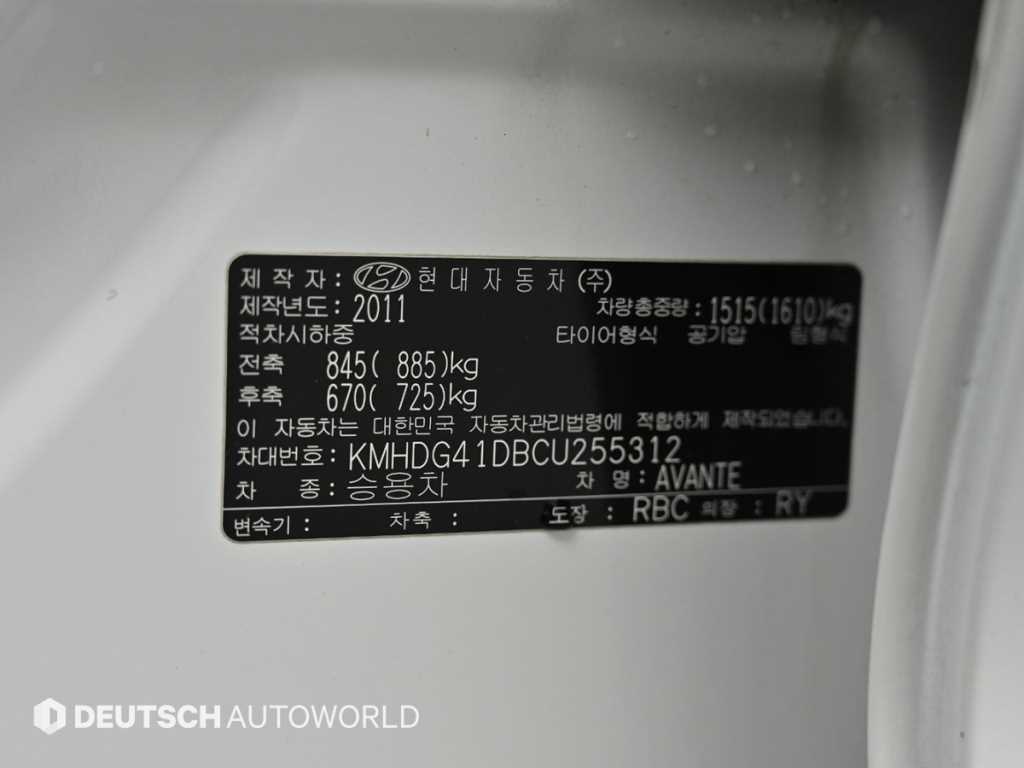 제 작 자 : 현대자동차 (주)
제작년도 : 2011 차량총중량 : 1515(1610)kg
적차시하중 타이어형식 공기압 림형식
전축 845( 885)kg
후축 670( 725)kg
이 자동차는 대한민국 자동차관리법령에 적합하게 제작되었습니다.
차대번호 : KMHDG41DBCU255312
차 종 : 승용차 차 명 : AVANTE
변속기 : 차축 : 도장 : RBC 의장 : RY
DEUTSCH AUTOWORLD